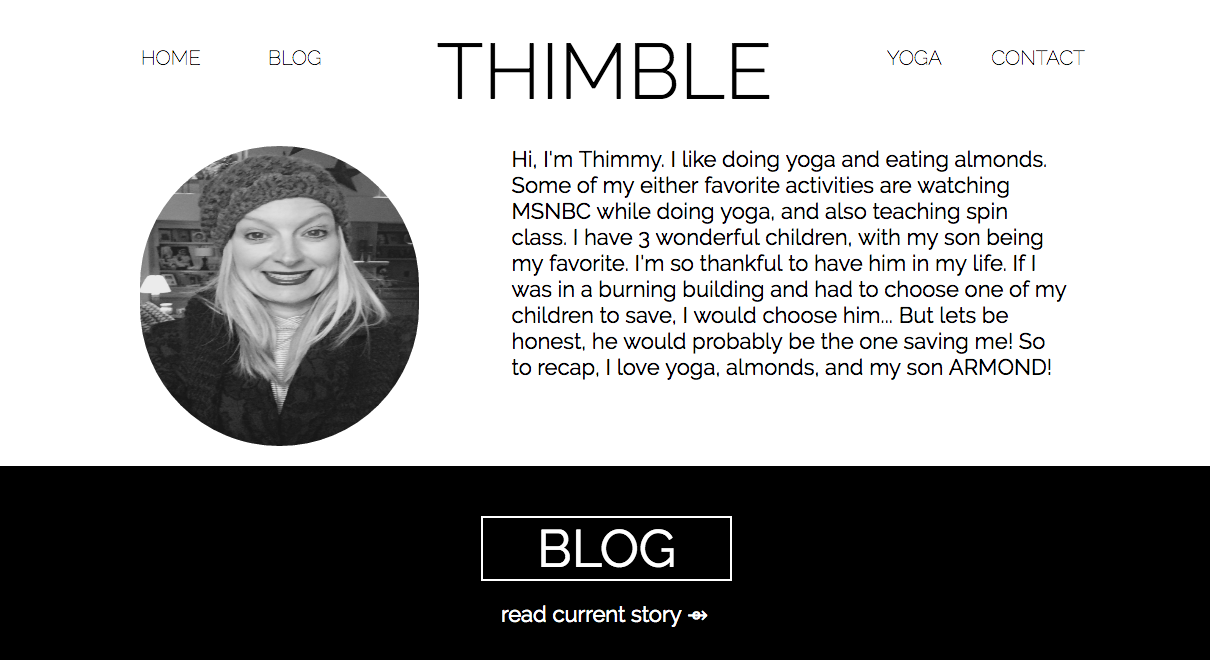 HOME BLOG THIMBLE YOGA CONTACT
Hi, I'm Thimmy. I like doing yoga and eating almonds.
Some of my either favorite activities are watching
MSNBC while doing yoga, and also teaching spin
class. I have 3 wonderful children, with my son being
my favorite. I'm so thankful to have him in my life. If I
was in a burning building and had to choose one of my
children to save, I would choose him... But lets be
honest, he would probably be the one saving me! So
to recap, I love yoga, almonds, and my son ARMOND!
BLOG
read current story ⇴